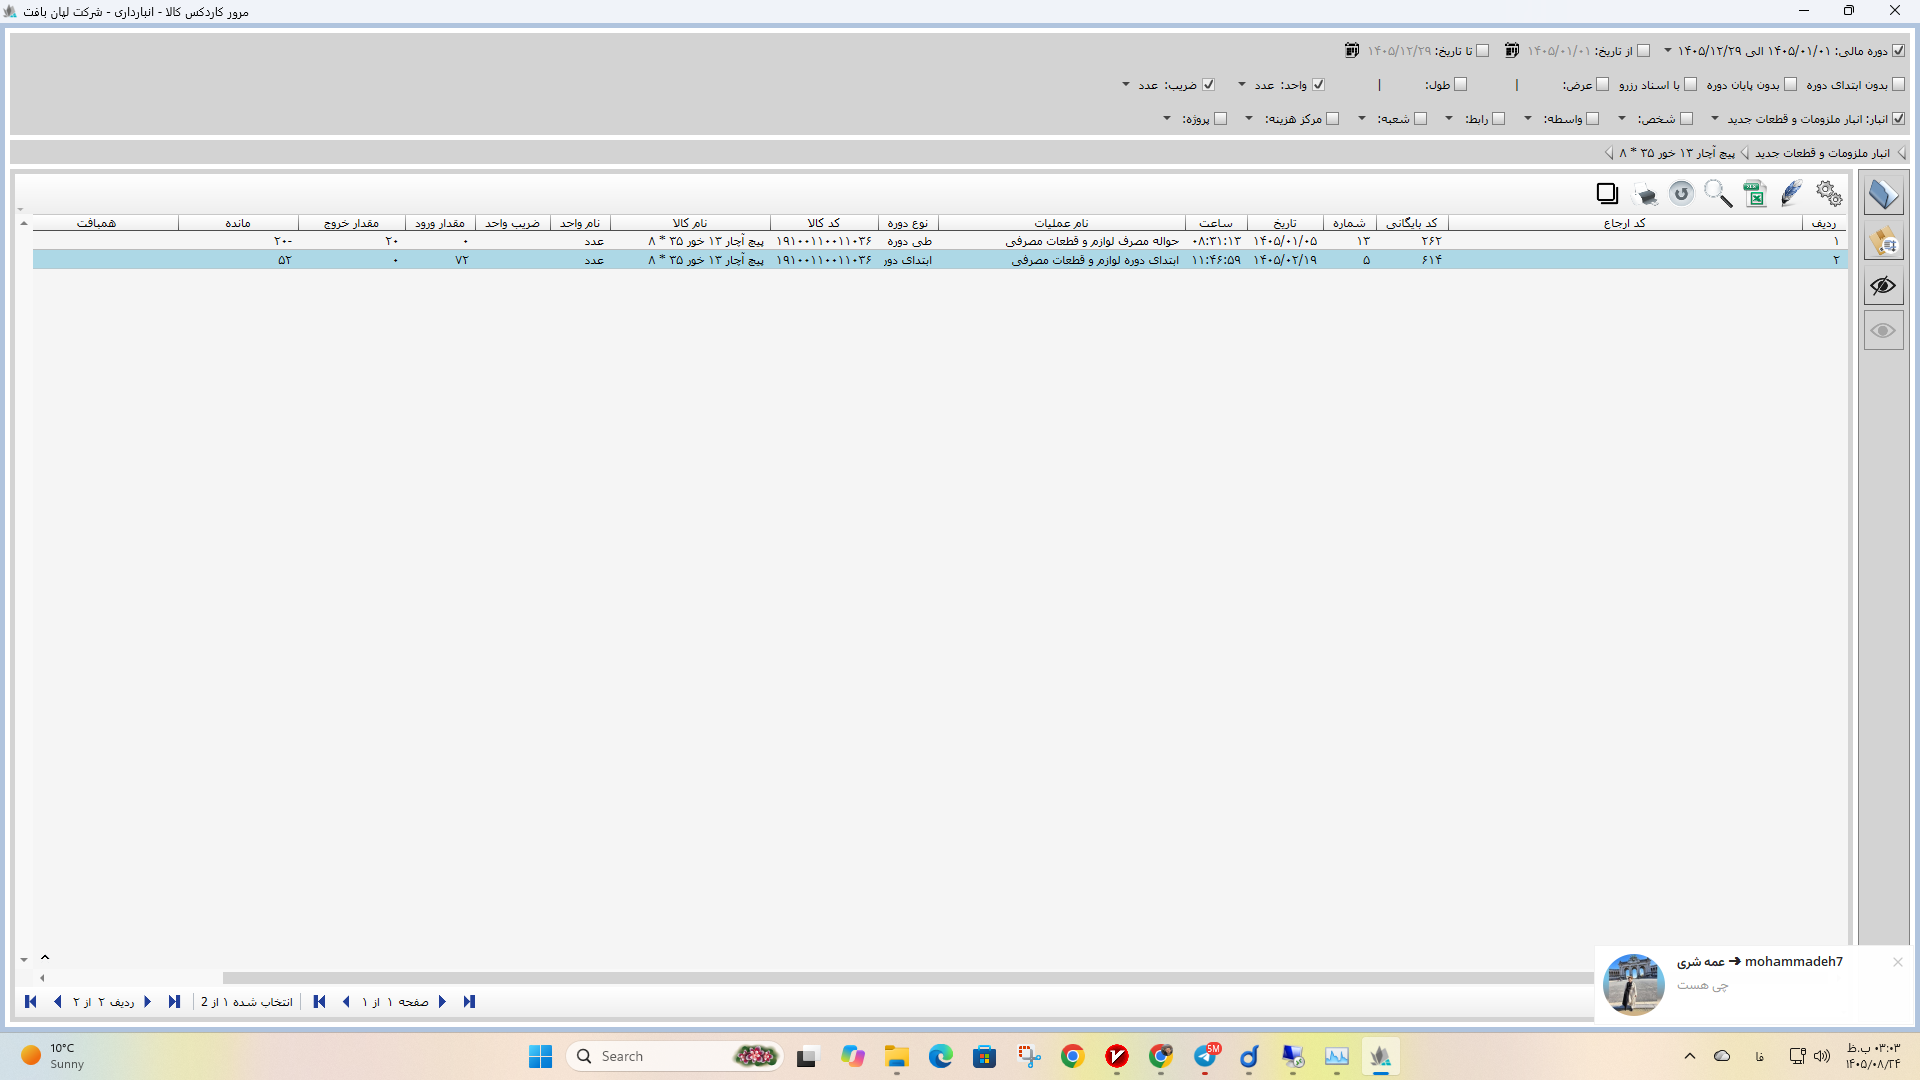 مرور کاردکس کالا - انبارداری - شرکت لپان بافت
دوره مالی: ۱۴۰۵/۰۱/۰۱ الی ۱۴۰۵/۱۲/۲۹ از تاریخ: ۱۴۰۵/۰۱/۰۱ تا تاریخ: ۱۴۰۵/۱۲/۲۹
بدون ابتدای دوره بدون پایان دوره با اسناد رزرو عرض: | طول: | واحد: عدد ضریب: عدد
انبار: انبار ملزومات و قطعات جدید شخص: واسطه: رابط: شعبه: مرکز هزینه: پروژه:
انبار ملزومات و قطعات جدید پیچ آچار ۱۳ خور ۳۵ * ۸
ردیف کد ارجاع کد بایگانی شماره تاریخ ساعت نام عملیات نوع دوره کد کالا نام کالا نام واحد ضریب واحد مقدار ورود مقدار خروج مانده همبافت
۱ ۲۶۲ ۱۳ ۱۴۰۵/۰۱/۰۵ ۰۸:۳۱:۱۳ حواله مصرف لوازم و قطعات مصرفی طی دوره ۱۹۱۰۰۱۱۰۰۱۱۰۳۶ پیچ آچار ۱۳ خور ۳۵ * ۸ عدد ۰ ۲۰ ۲۰-
۲ ۶۱۴ ۵ ۱۴۰۵/۰۲/۱۹ ۱۱:۴۶:۵۹ ابتدای دوره لوازم و قطعات مصرفی ابتدای دور ۱۹۱۰۰۱۱۰۰۱۱۰۳۶ پیچ آچار ۱۳ خور ۳۵ * ۸ عدد ۷۲ ۰ ۵۲
عمه شری ➔ mohammadeh7
چی هست
ردیف ۲ از ۲ انتخاب شده ۱ از 2 صفحه ۱ از ۱
10°C
Sunny
Search
5M
فا
۰۳:۰۳ ب.ظ
۱۴۰۵/۰۸/۲۴